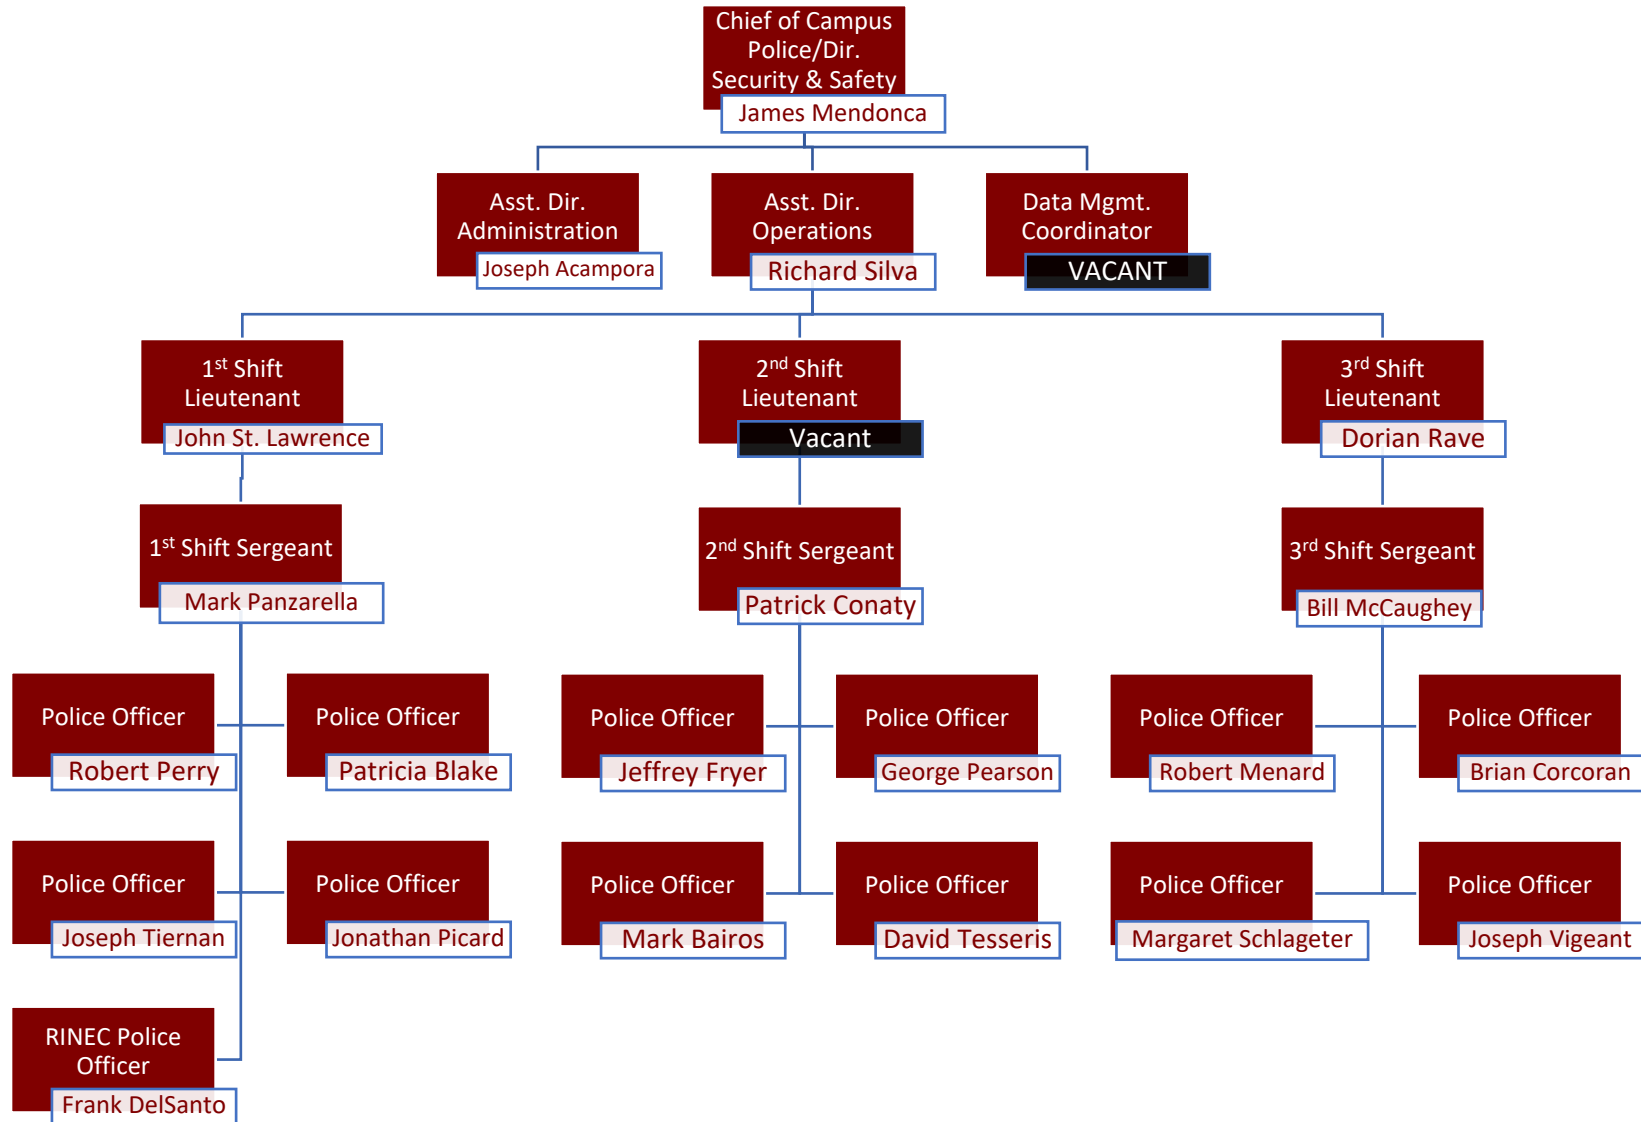 Chief of Campus
Police/Dir.
Security & Safety
James Mendonca
Asst. Dir.
Administration
Joseph Acampora
Asst. Dir.
Operations
Richard Silva
Data Mgmt.
Coordinator
VACANT
1st Shift
Lieutenant
John St. Lawrence
2nd Shift
Lieutenant
Vacant
3rd Shift
Lieutenant
Dorian Rave
1st Shift Sergeant
Mark Panzarella
2nd Shift Sergeant
Patrick Conaty
3rd Shift Sergeant
Bill McCaughey
Police Officer
Robert Perry
Police Officer
Patricia Blake
Police Officer
Jeffrey Fryer
Police Officer
George Pearson
Police Officer
Robert Menard
Police Officer
Brian Corcoran
Police Officer
Joseph Tiernan
Police Officer
Jonathan Picard
Police Officer
Mark Bairos
Police Officer
David Tesseris
Police Officer
Margaret Schlageter
Police Officer
Joseph Vigeant
RINEC Police
Officer
Frank DelSanto